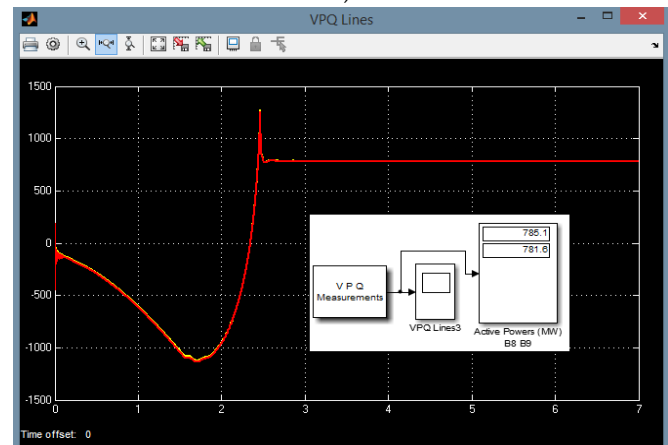 VPQ Lines
1500
1000
500
0
-500
-1000
-1500
0 1 2 3 4 5 6 7
Time offset: 0
V P Q
Measurements
VPQ Lines3
785.1
781.6
Active Powers (MW)
B8 B9